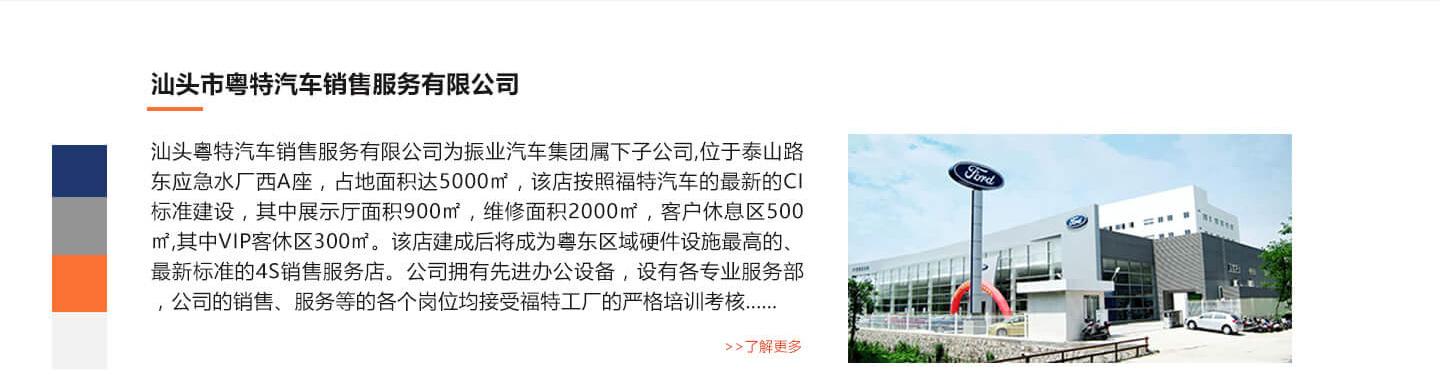 汕头市粤特汽车销售服务有限公司
汕头粤特汽车销售服务有限公司为振业汽车集团属下子公司,位于泰山路
东应急水厂西A座，占地面积达5000㎡，该店按照福特汽车的最新的CI
标准建设，其中展示厅面积900㎡，维修面积2000㎡，客户休息区500
㎡,其中VIP客休区300㎡。该店建成后将成为粤东区域硬件设施最高的、
最新标准的4S销售服务店。公司拥有先进办公设备，设有各专业服务部
，公司的销售、服务等的各个岗位均接受福特工厂的严格培训考核......
>>了解更多
Ford
Ford